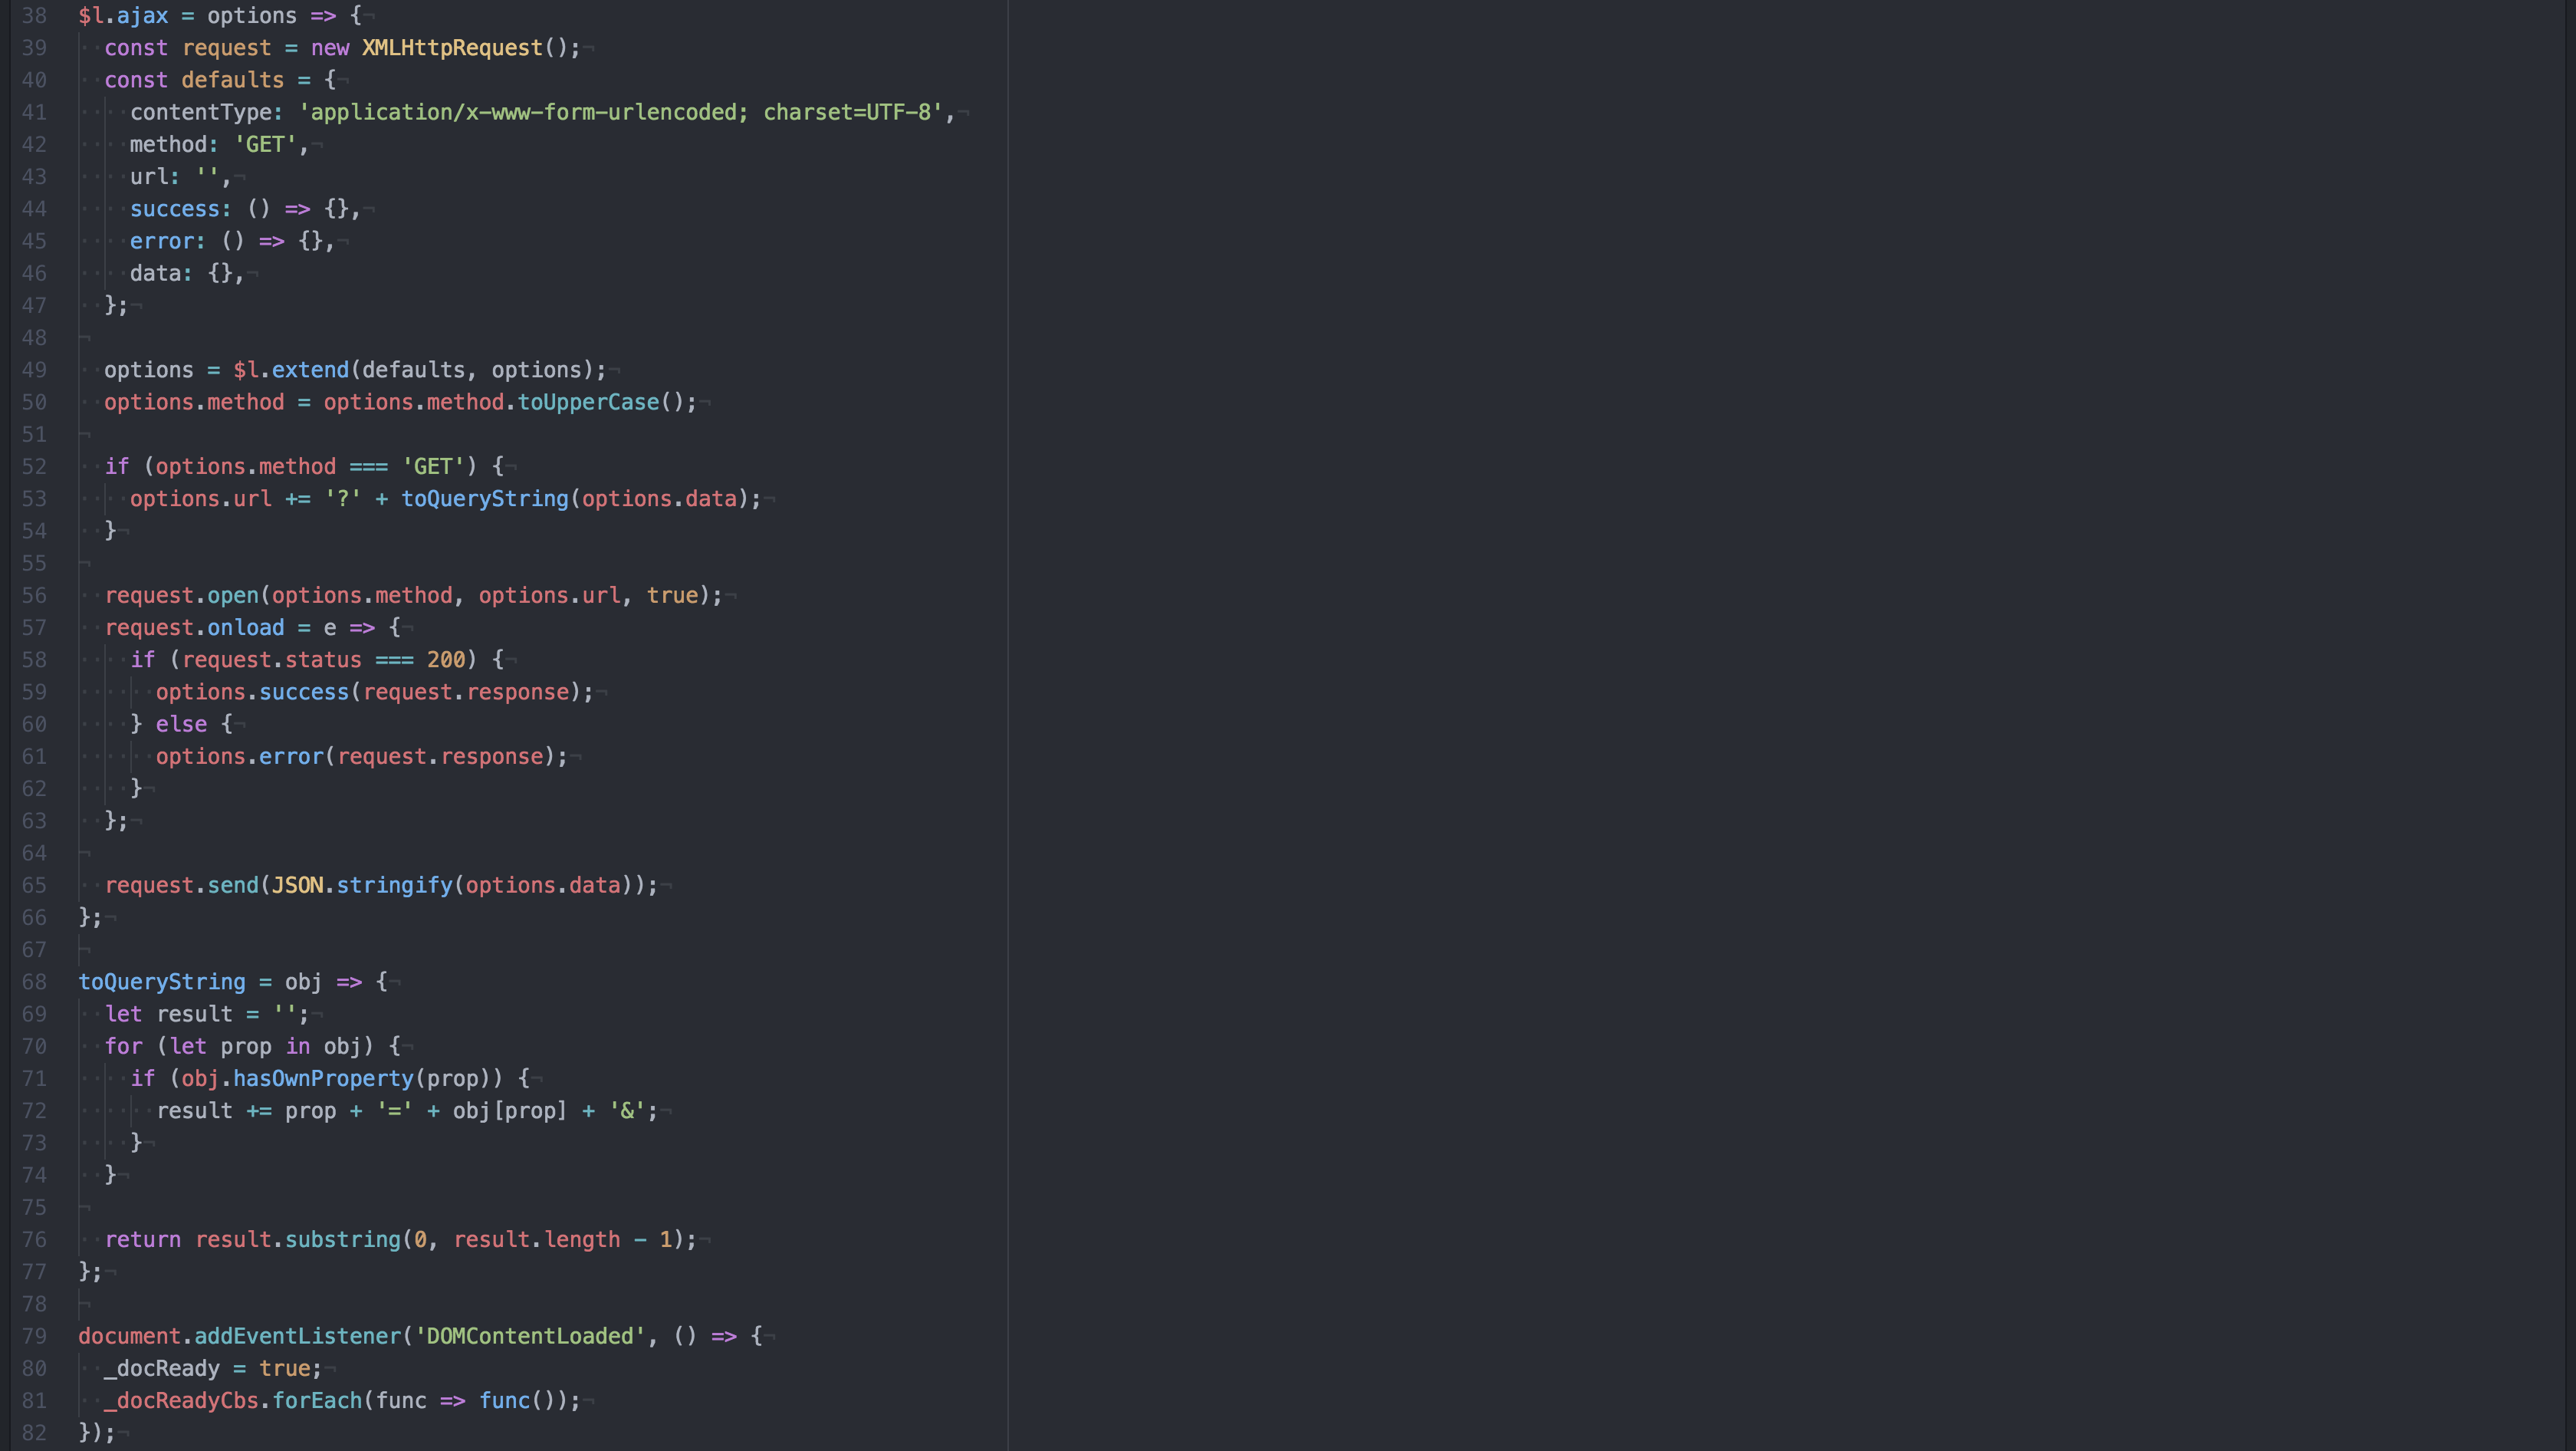 38 $l.ajax = options => {¬
39 ··const request = new XMLHttpRequest();¬
40 ··const defaults = {¬
41 ····contentType: 'application/x-www-form-urlencoded; charset=UTF-8',¬
42 ····method: 'GET',¬
43 ····url: '',¬
44 ····success: () => {},¬
45 ····error: () => {},¬
46 ····data: {},¬
47 ··};¬
48 ¬
49 ··options = $l.extend(defaults, options);¬
50 ··options.method = options.method.toUpperCase();¬
51 ¬
52 ··if (options.method === 'GET') {¬
53 ····options.url += '?' + toQueryString(options.data);¬
54 ··}¬
55 ¬
56 ··request.open(options.method, options.url, true);¬
57 ··request.onload = e => {¬
58 ····if (request.status === 200) {¬
59 ······options.success(request.response);¬
60 ····} else {¬
61 ······options.error(request.response);¬
62 ····}¬
63 ··};¬
64 ¬
65 ··request.send(JSON.stringify(options.data));¬
66 };¬
67 ¬
68 toQueryString = obj => {¬
69 ··let result = '';¬
70 ··for (let prop in obj) {¬
71 ····if (obj.hasOwnProperty(prop)) {¬
72 ······result += prop + '=' + obj[prop] + '&';¬
73 ····}¬
74 ··}¬
75 ¬
76 ··return result.substring(0, result.length - 1);¬
77 };¬
78 ¬
79 document.addEventListener('DOMContentLoaded', () => {¬
80 ··_docReady = true;¬
81 ··_docReadyCbs.forEach(func => func());¬
82 });¬